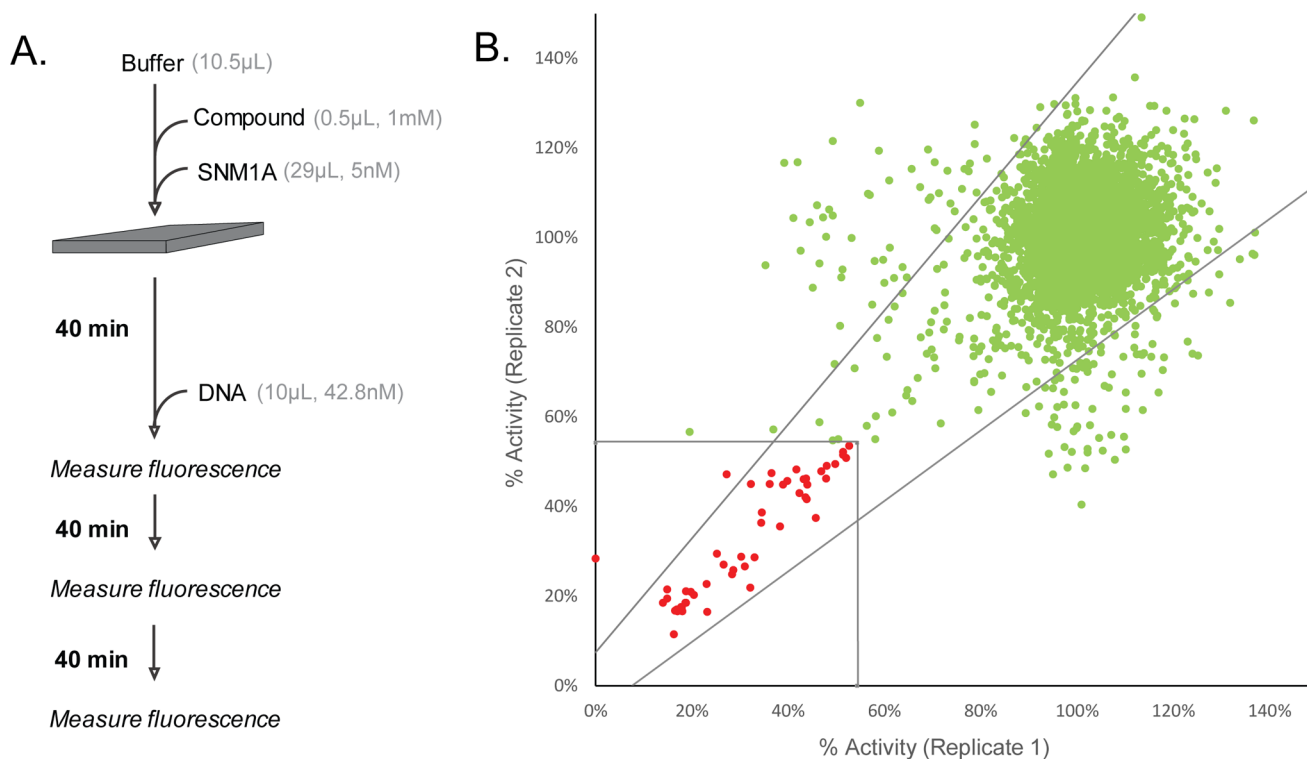 A.
Buffer (10.5µL)
Compound (0.5µL, 1mM)
SNM1A (29µL, 5nM)
40 min
DNA (10µL, 42.8nM)
Measure fluorescence
40 min
Measure fluorescence
40 min
Measure fluorescence
B.
% Activity (Replicate 2)
140%
120%
100%
80%
60%
40%
20%
0%
0% 20% 40% 60% 80% 100% 120% 140%
% Activity (Replicate 1)